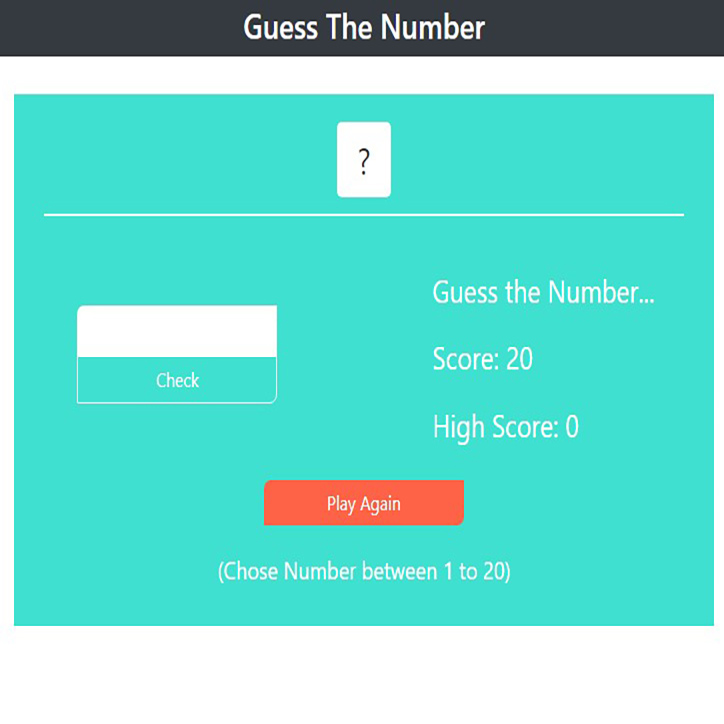 Guess The Number
?
Guess the Number...
Score: 20
Check
High Score: 0
Play Again
(Chose Number between 1 to 20)